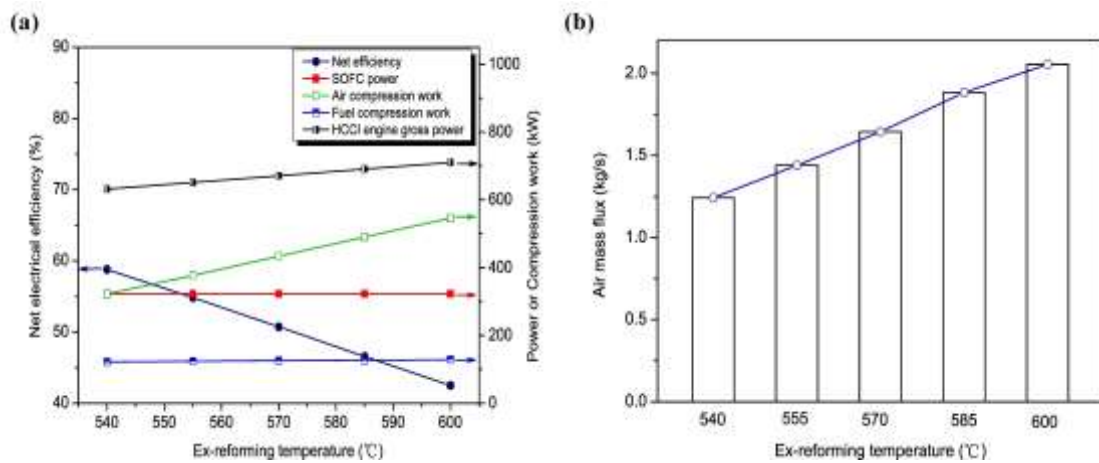 (a)
90
80
70
60
50
40
Net electrical efficiency (%)
Net efficiency
SOFC power
Air compression work
Fuel compression work
HCCI engine gross power
1000
800
600
400
200
0
Power or Compression work (kW)
540 550 560 570 580 590 600
Ex-reforming temperature (℃)
(b)
2.0
1.5
1.0
0.5
0.0
Air mass flux (kg/s)
540 555 570 585 600
Ex-reforming temperature (℃)